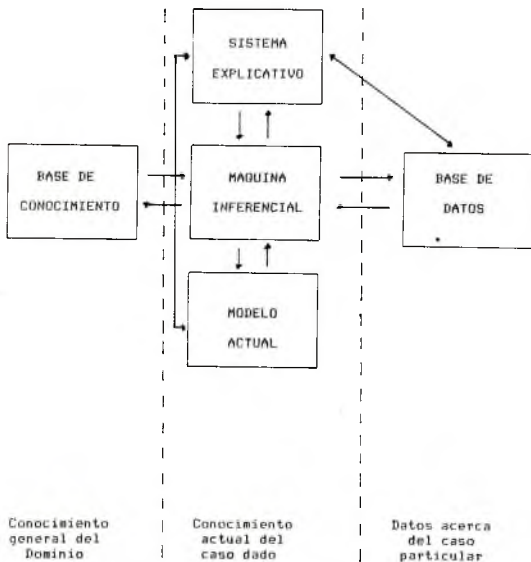 SISTEMA
EXPLICATIVO
BASE DE
CONOCIMIENTO
MAQUINA
INFERENCIAL
BASE DE
DATOS
MODELO
ACTUAL
Conocimiento
general del
Dominio
Conocimiento
actual del
caso dado
Datos acerca
del caso
particular